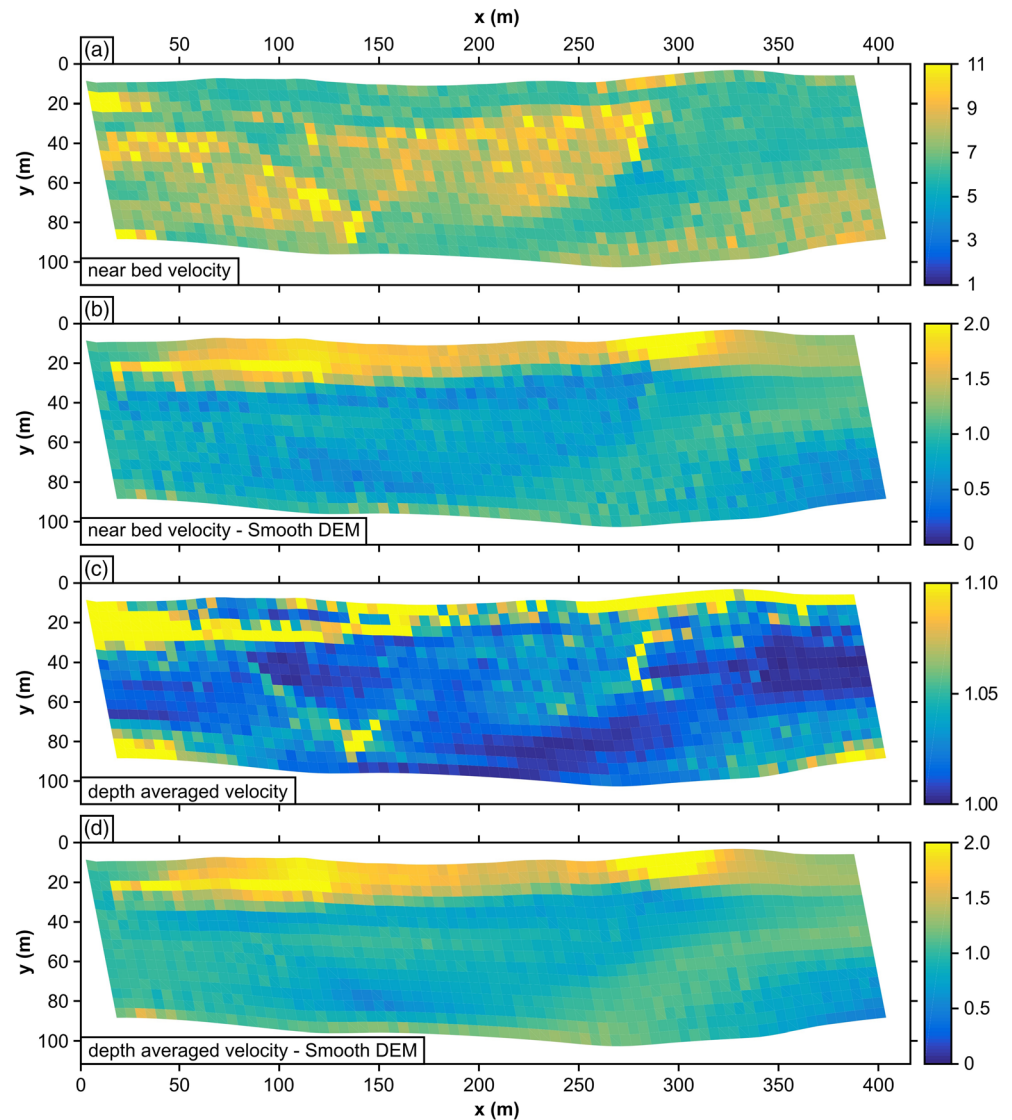 x (m)
50 100 150 200 250 300 350 400
(a)
0
20
40
60
80
100
y (m)
near bed velocity
11
9
7
5
3
1
(b)
0
20
40
60
80
100
y (m)
near bed velocity - Smooth DEM
2.0
1.5
1.0
0.5
0
(c)
0
20
40
60
80
100
y (m)
depth averaged velocity
1.10
1.05
1.00
(d)
0
20
40
60
80
100
y (m)
depth averaged velocity - Smooth DEM
2.0
1.5
1.0
0.5
0
0 50 100 150 200 250 300 350 400
x (m)